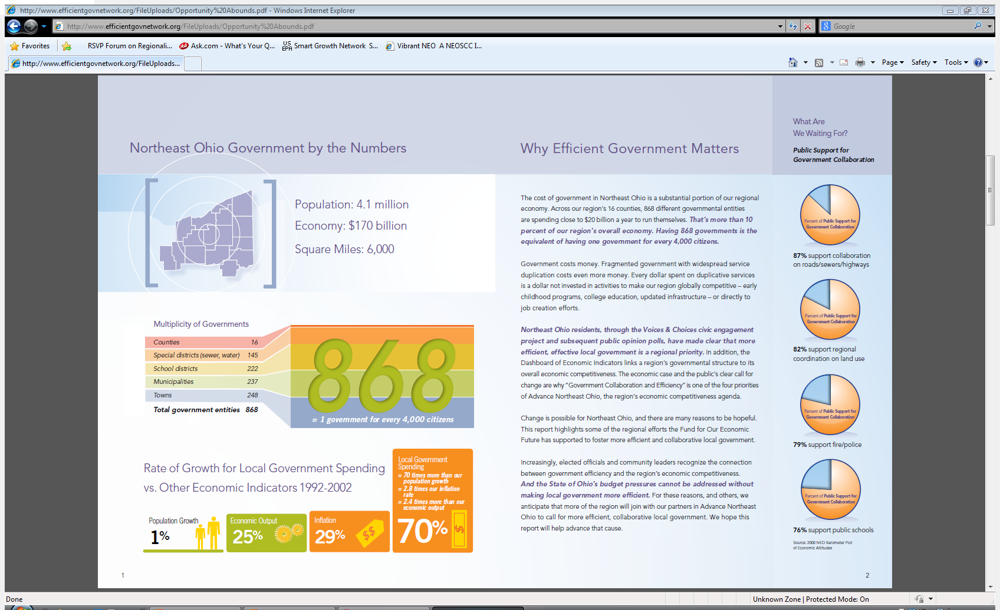 http://www.efficientgovnetwork.org/FileUploads/Opportunity%20Abounds.pdf - Windows Internet Explorer
http://www.efficientgovnetwork.org/FileUploads/Opportunity%20Abounds.pdf
Google
Favorites
RSVP Forum on Regionali...
Ask.com - What's Your Q...
US EPA Smart Growth Network S...
Vibrant NEO A NEOSCC I...
http://www.efficientgovnetwork.org/FileUploads...
Page
Safety
Tools
Northeast Ohio Government by the Numbers
Population: 4.1 million
Economy: $170 billion
Square Miles: 6,000
Multiplicity of Governments
Counties 16
Special districts (sewer, water) 145
School districts 222
Municipalities 237
Towns 248
Total government entities 868
868
= 1 government for every 4,000 citizens
Rate of Growth for Local Government Spending
vs. Other Economic Indicators 1992-2002
Population Growth
1%
Economic Output
25%
Inflation
29%
$$
Local Government
Spending
= 70 times more than our
population growth
= 2.8 times our inflation
rate
= 2.4 times more than our
economic output
70%
$
1
Why Efficient Government Matters
The cost of government in Northeast Ohio is a substantial portion of our regional
economy. Across our region's 16 counties, 868 different governmental entities
are spending close to $20 billion a year to run themselves. That's more than 10
percent of our region's overall economy. Having 868 governments is the
equivalent of having one government for every 4,000 citizens.
Government costs money. Fragmented government with widespread service
duplication costs even more money. Every dollar spent on duplicative services
is a dollar not invested in activities to make our region globally competitive – early
childhood programs, college education, updated infrastructure – or directly to
job creation efforts.
Northeast Ohio residents, through the Voices & Choices civic engagement
project and subsequent public opinion polls, have made clear that more
efficient, effective local government is a regional priority. In addition, the
Dashboard of Economic Indicators links a region's governmental structure to its
overall economic competitiveness. The economic case and the public's clear call for
change are why "Government Collaboration and Efficiency" is one of the four priorities
of Advance Northeast Ohio, the region's economic competitiveness agenda.
Change is possible for Northeast Ohio, and there are many reasons to be hopeful.
This report highlights some of the regional efforts the Fund for Our Economic
Future has supported to foster more efficient and collaborative local government.
Increasingly, elected officials and community leaders recognize the connection
between government efficiency and the region's economic competitiveness.
And the State of Ohio's budget pressures cannot be addressed without
making local government more efficient. For these reasons, and others, we
anticipate that more of the region will join with our partners in Advance Northeast
Ohio to call for more efficient, collaborative local government. We hope this
report will help advance that cause.
What Are
We Waiting For?
Public Support for
Government Collaboration
Percent of Public Support for
Government Collaboration
87% support collaboration
on roads/sewers/highways
Percent of Public Support for
Government Collaboration
82% support regional
coordination on land use
Percent of Public Support for
Government Collaboration
79% support fire/police
Percent of Public Support for
Government Collaboration
76% support public schools
Source: 2008 NEO Barometer Poll
of Economic Attitudes
2
Done
Unknown Zone | Protected Mode: On